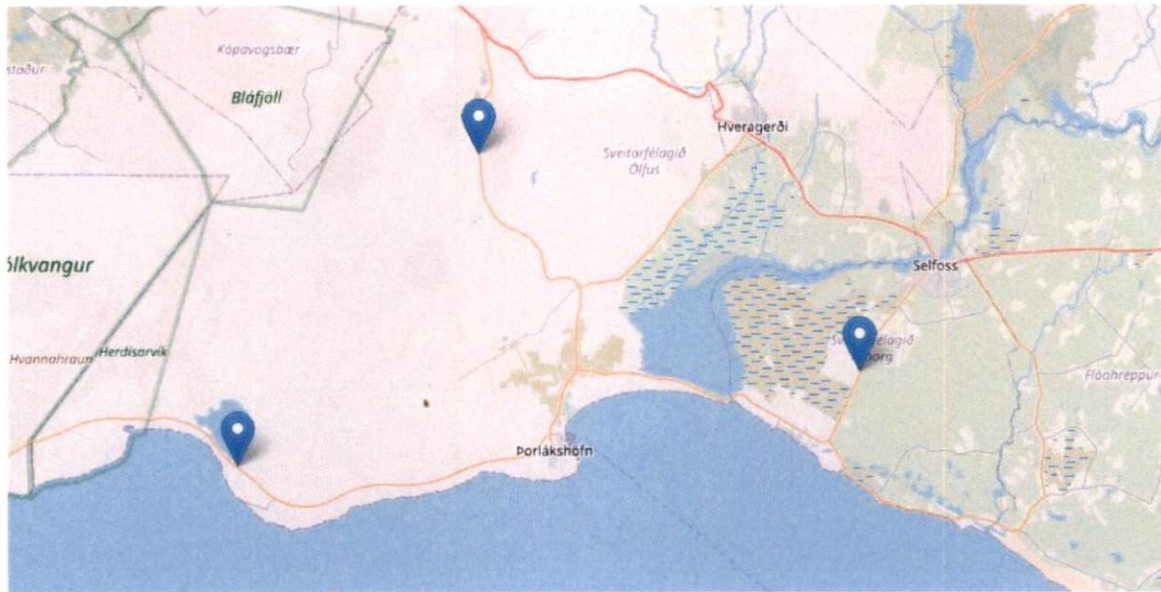 Kópavogsbær
staður
Bláfjöll
Hveragerði
Sveitarfélagið
Ölfus
ólkvangur
Selfoss
Hvannahraun
Herdísarvík
Flóahreppur
Þorlákshöfn